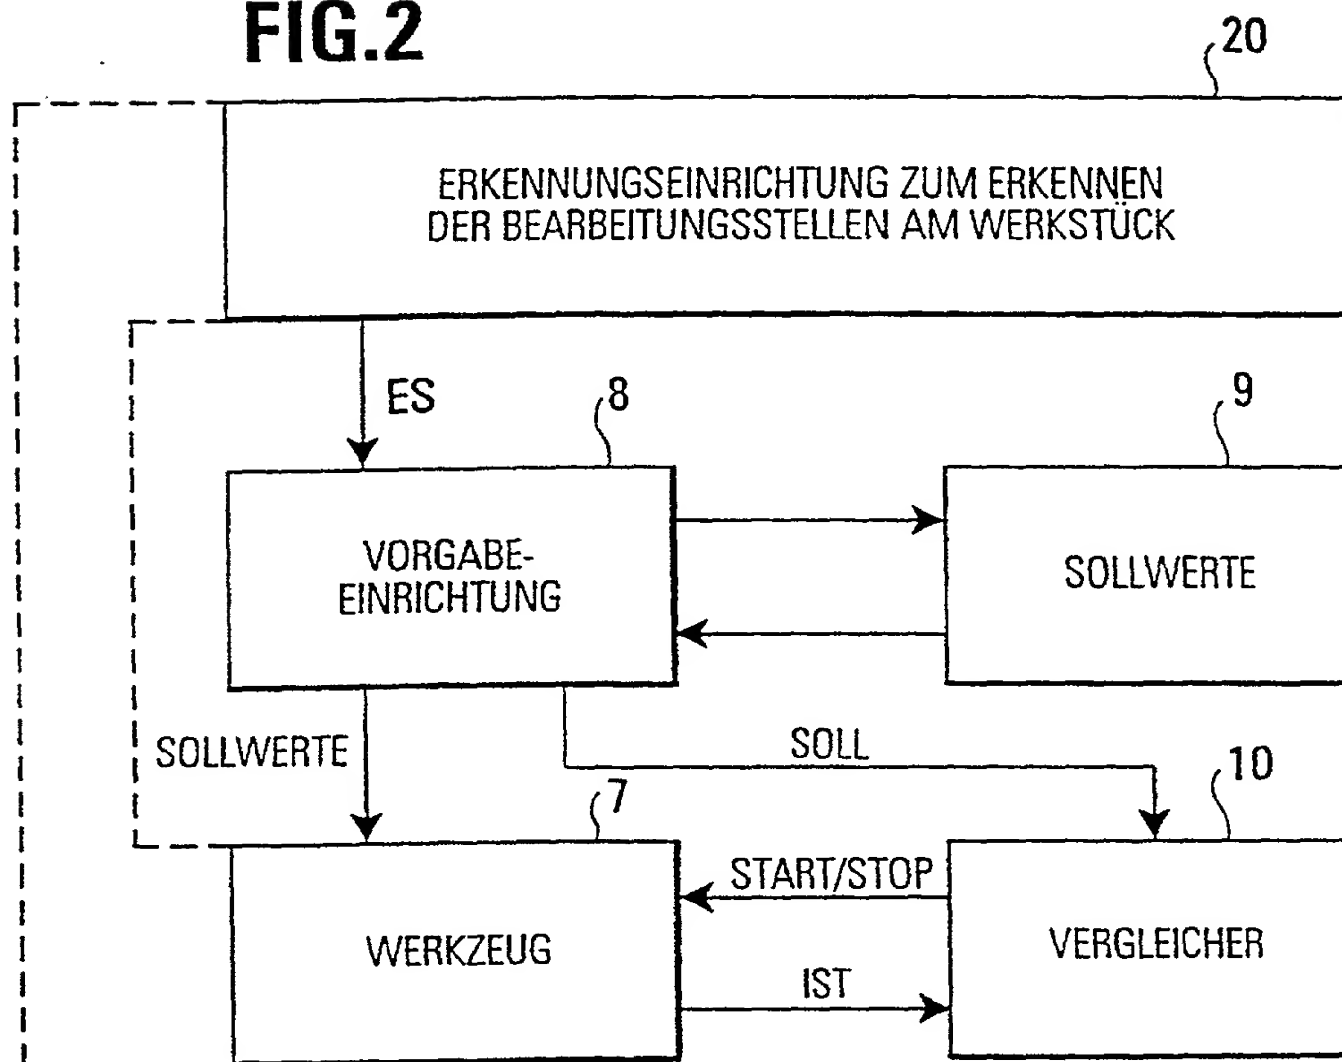 FIG.2
20
ERKENNUNGSEINRICHTUNG ZUM ERKENNEN
DER BEARBEITUNGSSTELLEN AM WERKSTÜCK
ES
8
9
VORGABE-
EINRICHTUNG
SOLLWERTE
SOLLWERTE
SOLL
7
10
START/STOP
WERKZEUG
VERGLEICHER
IST